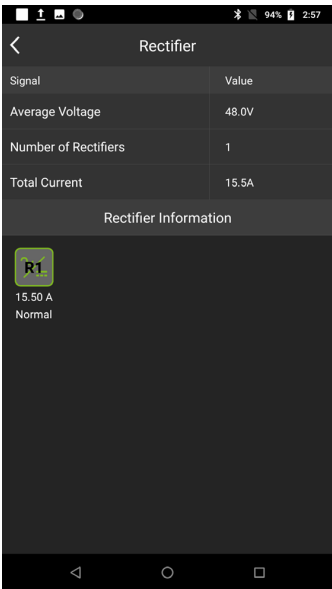 94% 2:57
Rectifier
Signal Value
Average Voltage 48.0V
Number of Rectifiers 1
Total Current 15.5A
Rectifier Information
R1
15.50 A
Normal